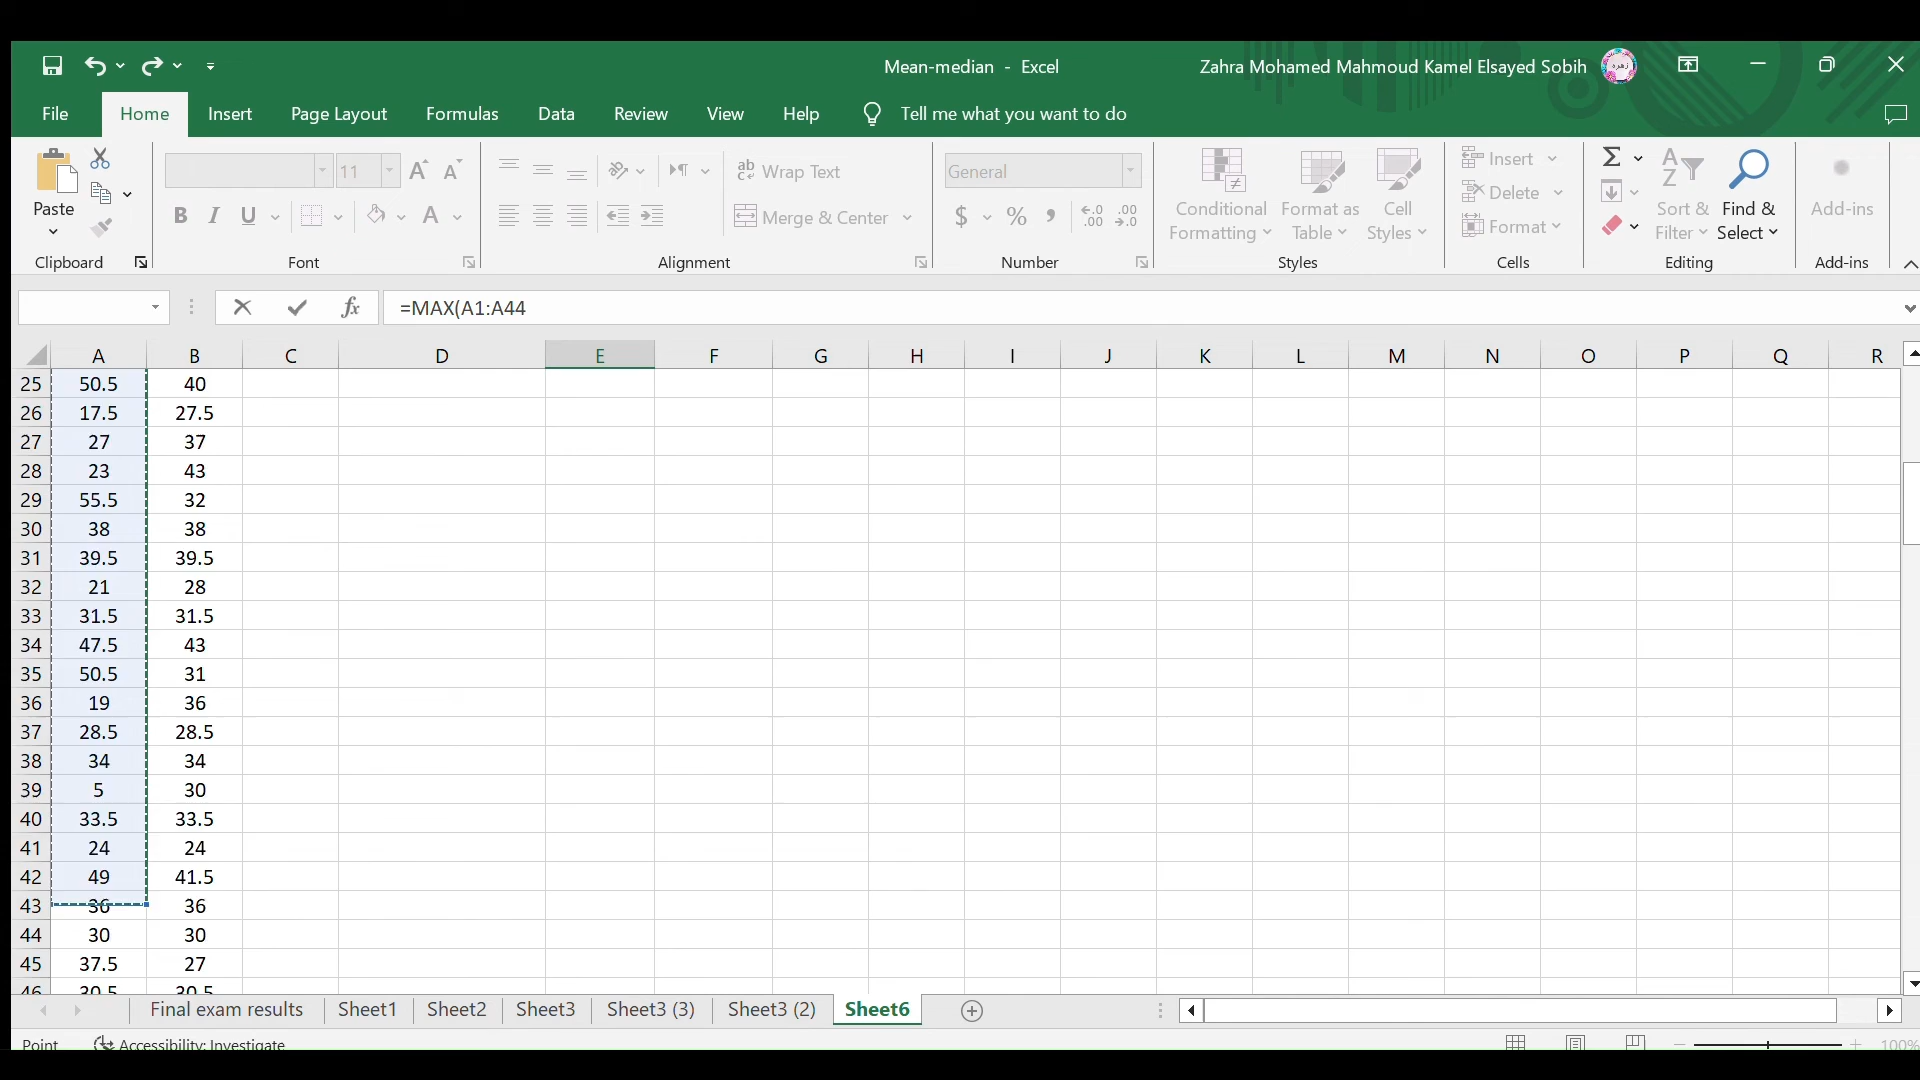 Mean-median - Excel
Zahra Mohamed Mahmoud Kamel Elsayed Sobih
زهرة
File Home Insert Page Layout Formulas Data Review View Help Tell me what you want to do
Paste
Clipboard
11
B I U A
Font
Wrap Text
Merge & Center
Alignment
General
$ % ,
Number
Conditional Formatting
Format as Table
Cell Styles
Styles
Insert
Delete
Format
Cells
Sort & Filter
Find & Select
Editing
Add-ins
Add-ins
fx =MAX(A1:A44
A B C D E F G H I J K L M N O P Q R
25 50.5 40
26 17.5 27.5
27 27 37
28 23 43
29 55.5 32
30 38 38
31 39.5 39.5
32 21 28
33 31.5 31.5
34 47.5 43
35 50.5 31
36 19 36
37 28.5 28.5
38 34 34
39 5 30
40 33.5 33.5
41 24 24
42 49 41.5
43 36 36
44 30 30
45 37.5 27
46 30.5 30.5
Final exam results Sheet1 Sheet2 Sheet3 Sheet3 (3) Sheet3 (2) Sheet6
Point Accessibility: Investigate 100%